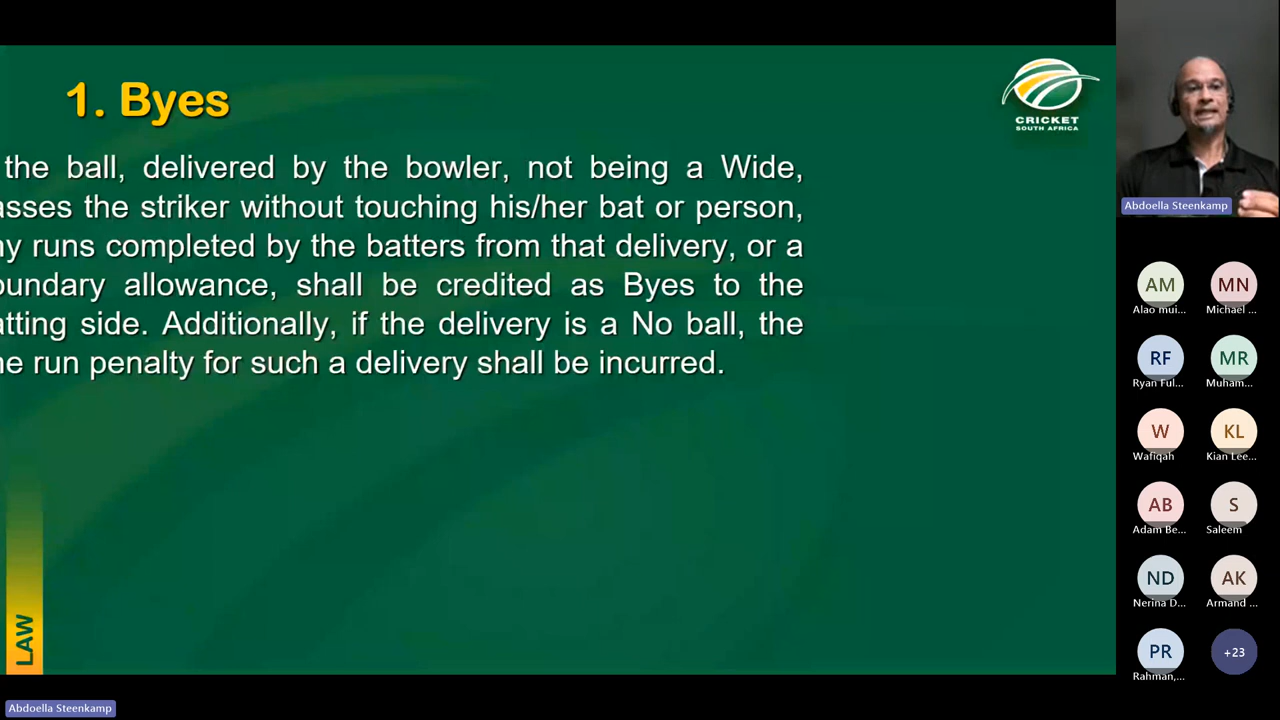 1. Byes
CRICKET
SOUTH AFRICA
the ball, delivered by the bowler, not being a Wide,
asses the striker without touching his/her bat or person,
ny runs completed by the batters from that delivery, or a
oundary allowance, shall be credited as Byes to the
atting side. Additionally, if the delivery is a No ball, the
ne run penalty for such a delivery shall be incurred.
LAW
Abdoella Steenkamp
Abdoella Steenkamp
AM
MN
Alao mui...
Michael ...
RF
MR
Ryan Ful...
Muham...
W
KL
Wafiqah
Kian Lee...
AB
S
Adam Be...
Saleem
ND
AK
Nerina D...
Armand ...
PR
+23
Rahman,...